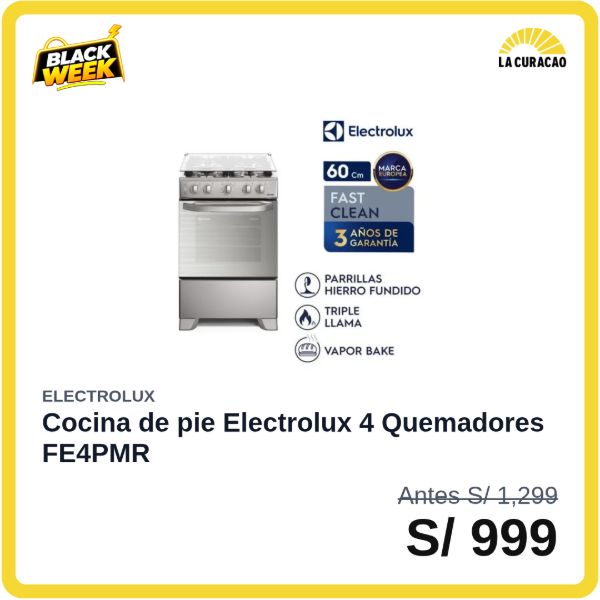 BLACK
WEEK
LA CURACAO
Electrolux
60 Cm
MARCA
EUROPEA
FAST
CLEAN
3 AÑOS DE
GARANTÍA
PARRILLAS
HIERRO FUNDIDO
TRIPLE
LLAMA
VAPOR BAKE
ELECTROLUX
Cocina de pie Electrolux 4 Quemadores
FE4PMR
Antes S/ 1,299
S/ 999